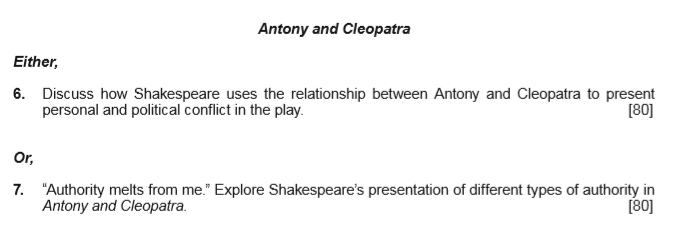 Antony and Cleopatra
Either,
6. Discuss how Shakespeare uses the relationship between Antony and Cleopatra to present
personal and political conflict in the play. [80]
Or,
7. “Authority melts from me.” Explore Shakespeare’s presentation of different types of authority in
Antony and Cleopatra. [80]